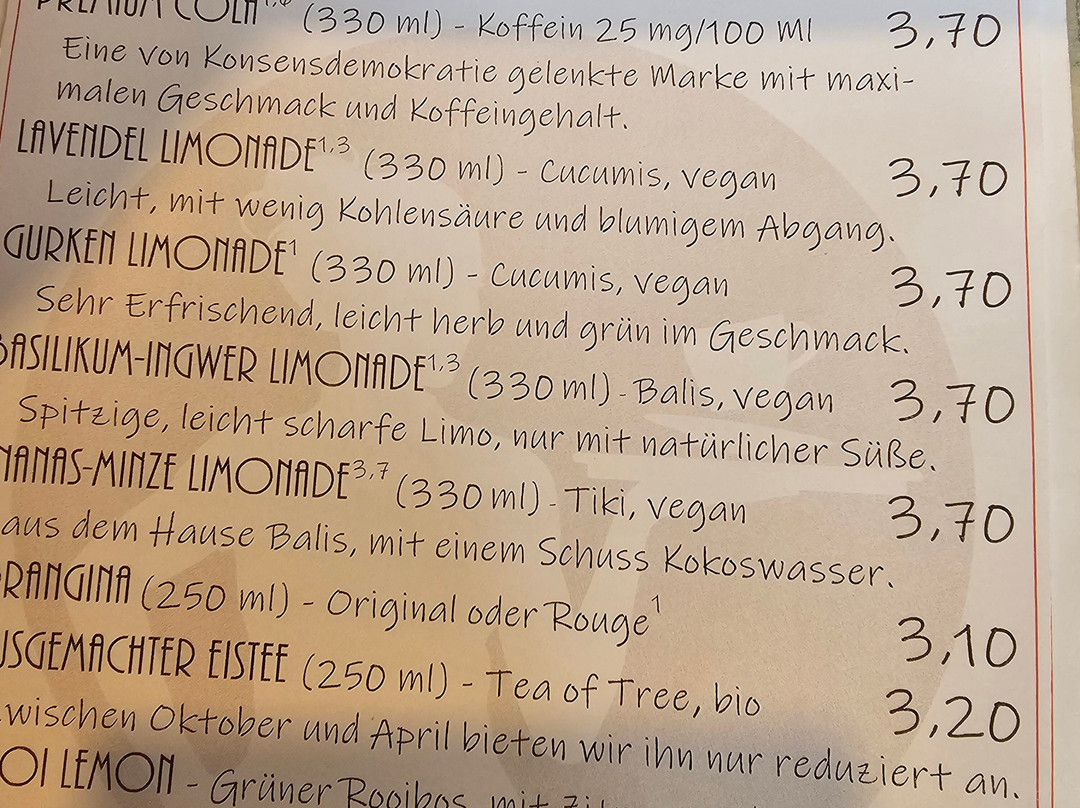 PREMIUM COLA (330 ml) - Koffein 25 mg/100 Ml 3,70
Eine von Konsensdemokratie gelenkte Marke mit maxi-
malen Geschmack und Koffeingehalt.
LAVENDEL LIMONADE1,3 (330 ml) - Cucumis, vegan 3,70
Leicht, mit wenig Kohlensäure und blumigem Abgang.
GURKEN LIMONADE1 (330 ml) - Cucumis, vegan 3,70
Sehr Erfrischend, leicht herb und grün im Geschmack.
BASILIKUM-INGWER LIMONADE1,3 (330 ml) - Balis, vegan 3,70
Spitzige, leicht scharfe Limo, nur mit natürlicher Süße.
NANAS-MINZE LIMONADE3,7 (330 ml) - Tiki, vegan 3,70
aus dem Hause Balis, mit einem Schuss Kokoswasser.
RANGINA (250 ml) - Original oder Rouge1 3,10
USGEMACHTER EISTEE (250 ml) - Tea of Tree, bio 3,20
wischen Oktober und April bieten wir ihn nur reduziert an.
OI LEMON - Grüner Rooibos, mit